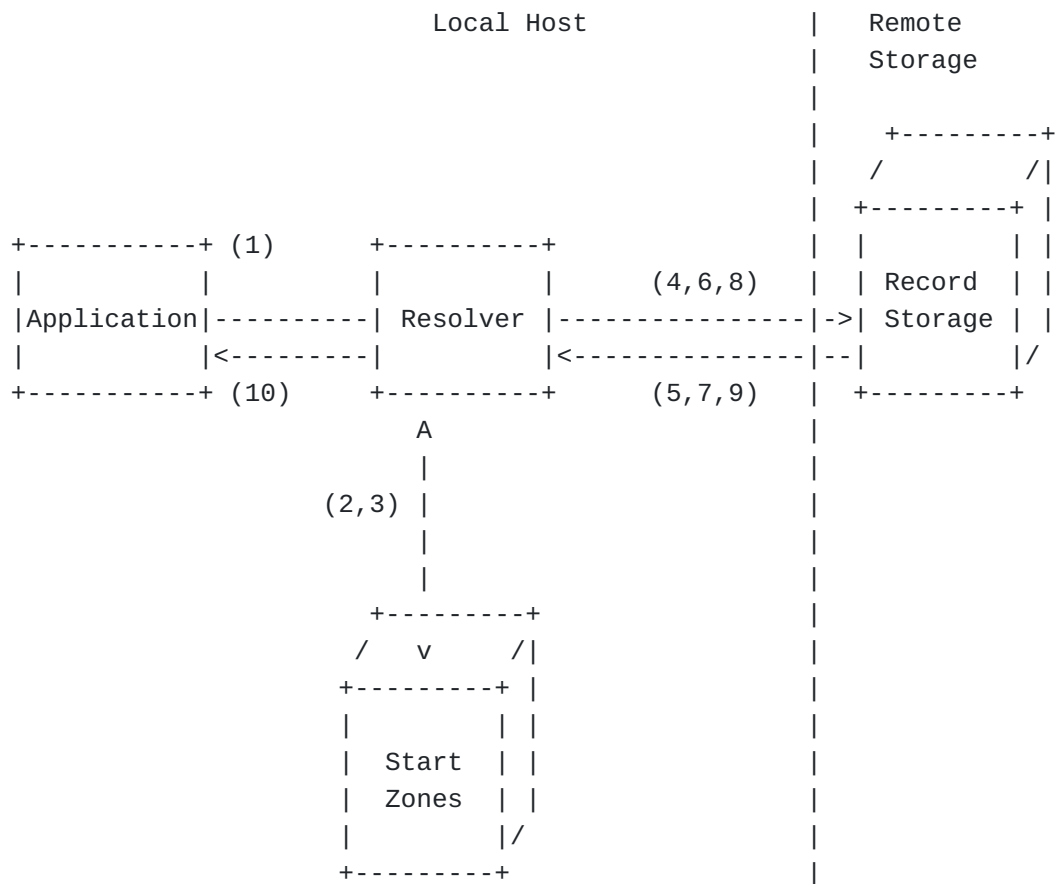 Local Host | Remote
| Storage
|
| +---------+
| / /|
| +---------+ |
+-----------+ (1) +----------+ | | | |
| | | | (4,6,8) | | Record | |
|Application|----------| Resolver |----------------|->| Storage | |
| |<---------| |<---------------|--| |/
+-----------+ (10) +----------+ (5,7,9) | +---------+
A |
| |
(2,3) | |
| |
| |
+---------+ |
/ v /| |
+---------+ | |
| | | |
| Start | | |
| Zones | | |
| |/ |
+---------+ |